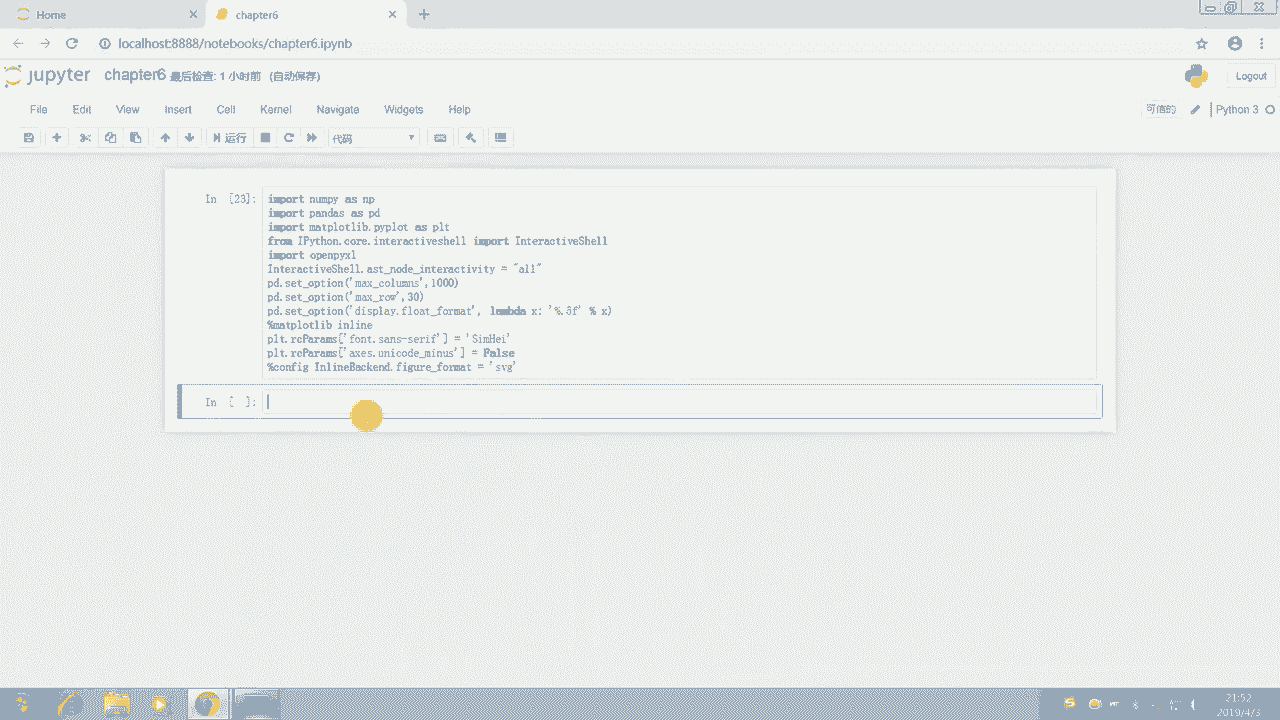 Home
chapter6
localhost:8888/notebooks/chapter6.ipynb
jupyter chapter6 最后检查: 1 小时前 (自动保存)
Logout
File Edit View Insert Cell Kernel Navigate Widgets Help
可信的 Python 3
运行 代码
In [23]: import numpy as np
import pandas as pd
import matplotlib.pyplot as plt
from IPython.core.interactiveshell import InteractiveShell
import openpyxl
InteractiveShell.ast_node_interactivity = "all"
pd.set_option('max_columns',1000)
pd.set_option('max_row',30)
pd.set_option('display.float_format', lambda x: '%.3f' % x)
%matplotlib inline
plt.rcParams['font.sans-serif'] = 'SimHei'
plt.rcParams['axes.unicode_minus'] = False
%config InlineBackend.figure_format = 'svg'
In [ ]:
21:52
2019/4/3